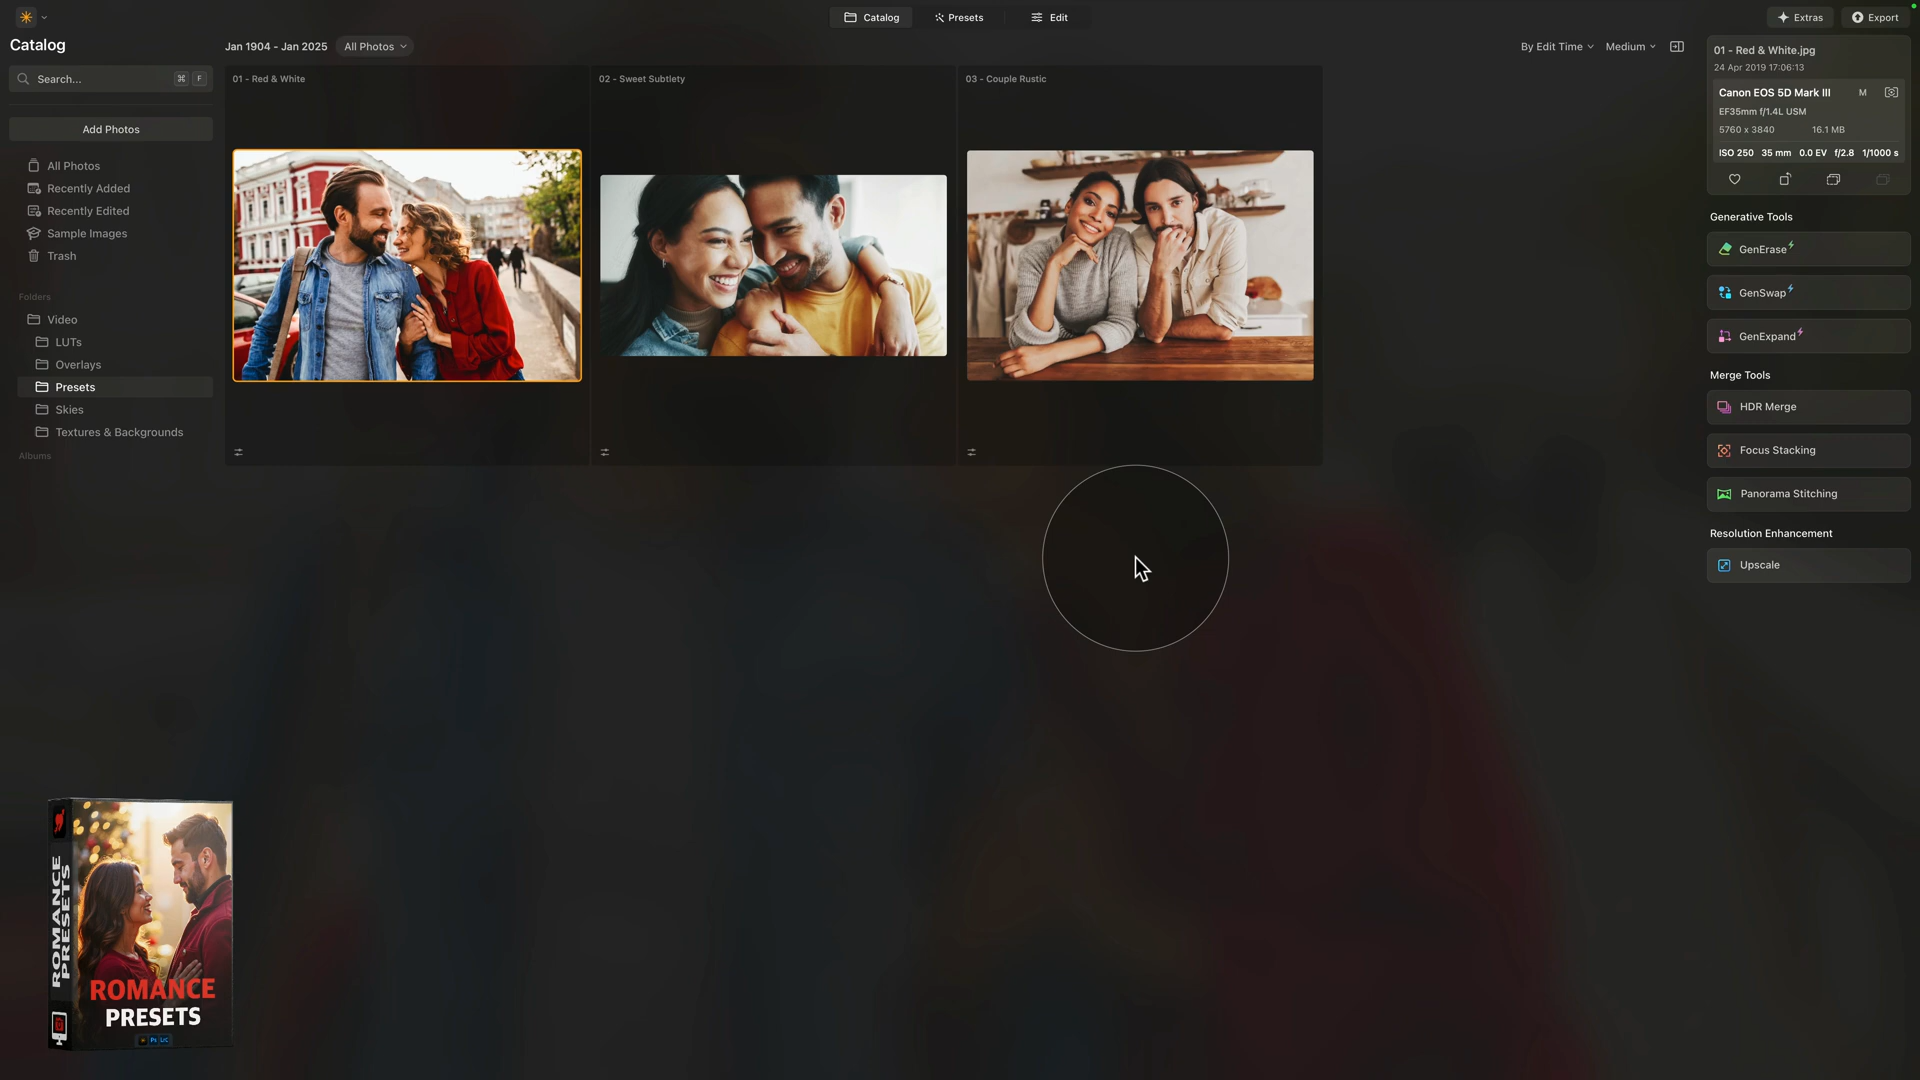 Catalog
Presets
Edit
Extras
Export
Catalog
Search...
⌘ F
Add Photos
All Photos
Recently Added
Recently Edited
Sample Images
Trash
Folders
Video
LUTs
Overlays
Presets
Skies
Textures & Backgrounds
Albums
Jan 1904 - Jan 2025
All Photos
By Edit Time
Medium
01 - Red & White
02 - Sweet Subtlety
03 - Couple Rustic
01 - Red & White.jpg
24 Apr 2019 17:06:13
Canon EOS 5D Mark III
M
EF35mm f/1.4L USM
5760 x 3840 16.1 MB
ISO 250 35 mm 0.0 EV f/2.8 1/1000 s
Generative Tools
GenErase
GenSwap
GenExpand
Merge Tools
HDR Merge
Focus Stacking
Panorama Stitching
Resolution Enhancement
Upscale
ROMANCE
PRESETS
ROMANCE
PRESETS
Ps LrC